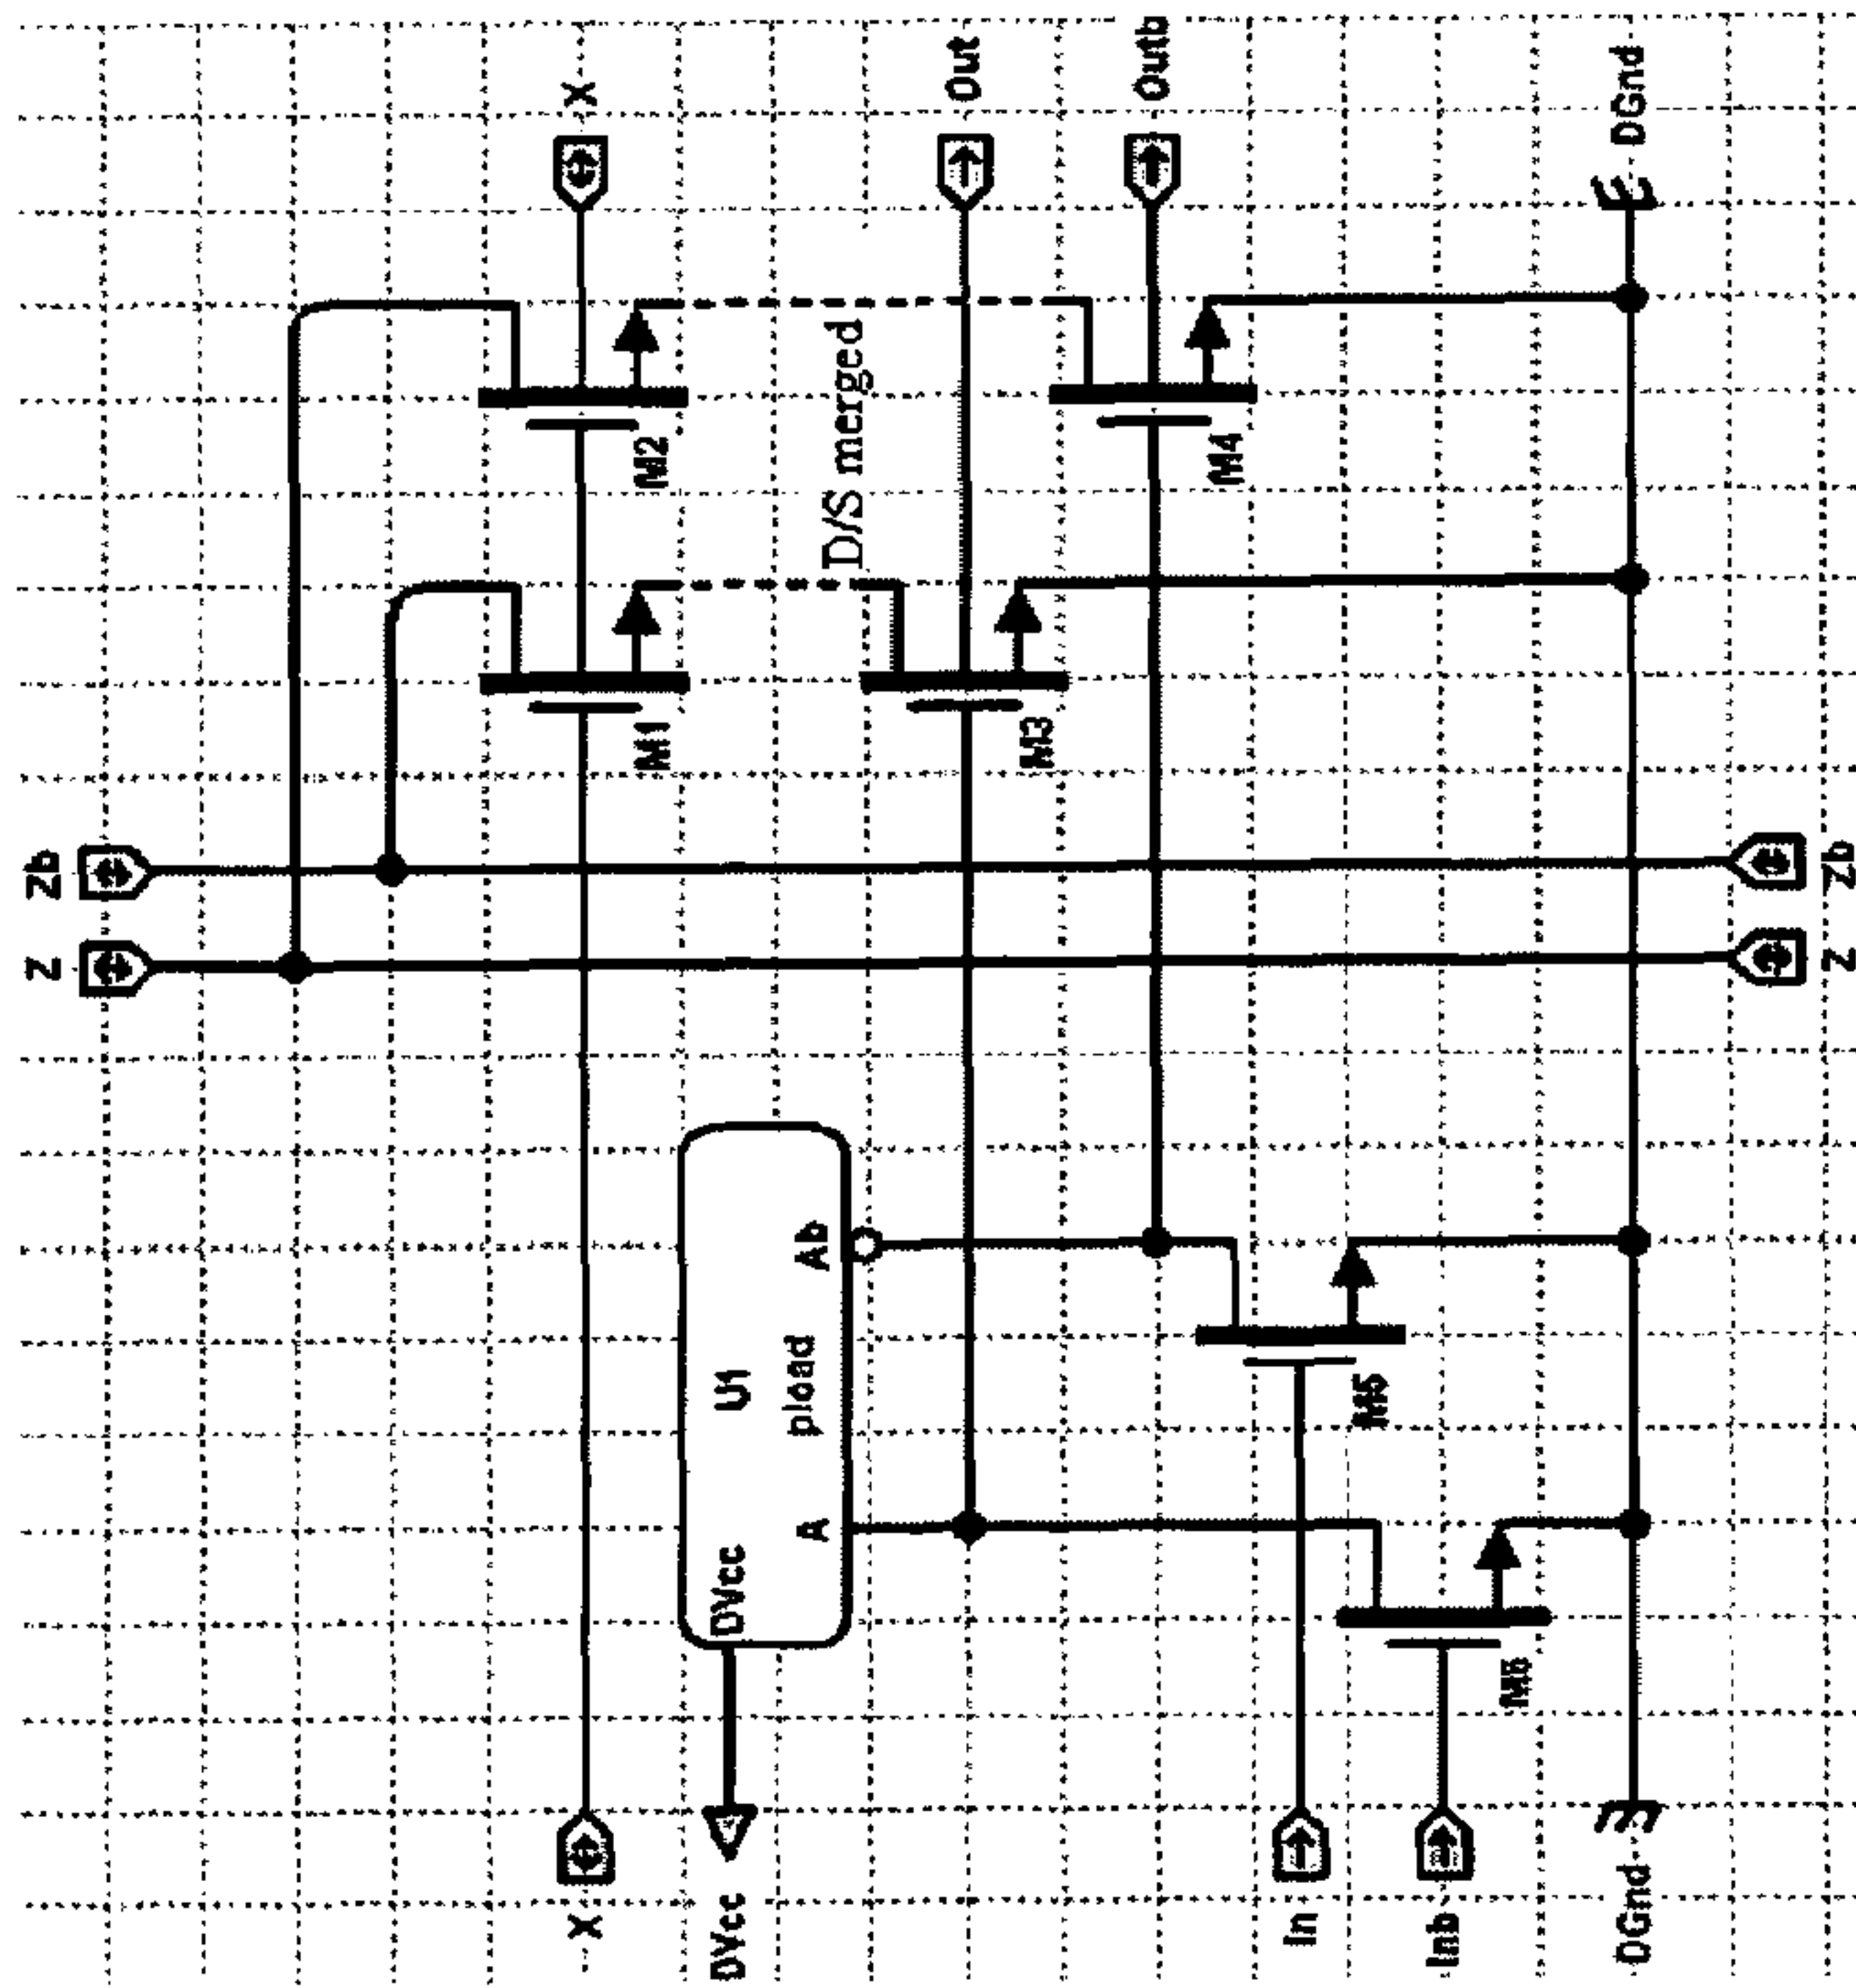 X
Out
Outb
DGnd
M2
D/S merged
M4
M1
M3
Zb
Zb
Z
Z
Ab
U1
pload
A
DVcc
M5
M6
X
DVcc
In
Inb
DGnd